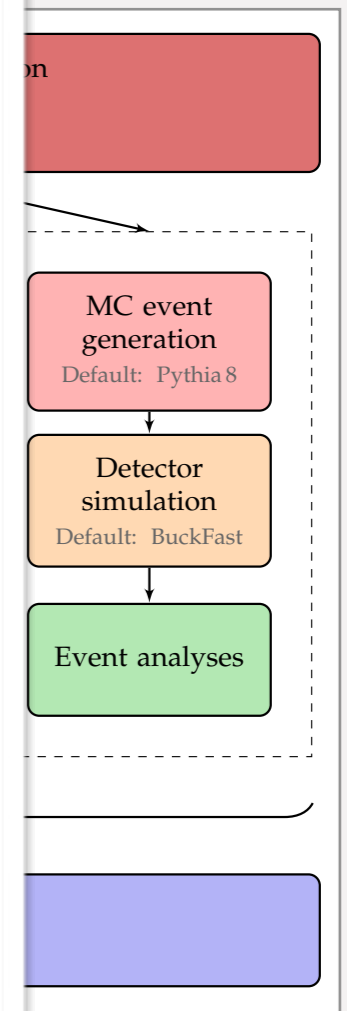 on
MC event
generation
Default: Pythia 8
Detector
simulation
Default: BuckFast
Event analyses